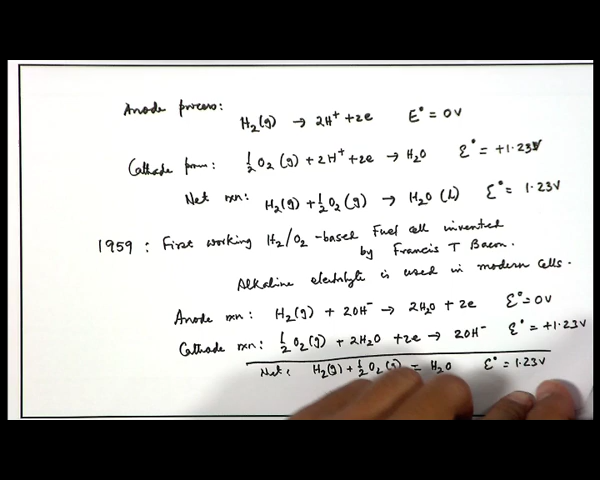 Anode process:
H₂(g) → 2H⁺ + 2e E° = 0V
Cathode process: ½O₂(g) + 2H⁺ + 2e → H₂O Ɛ° = +1.23V
Net rxn: H₂(g) + ½O₂(g) → H₂O (l) Ɛ° = 1.23V
1959: First working H₂/O₂-based Fuel cell invented
by Francis T Bacon.
Alkaline electrolyte is used in modern cells.
Anode rxn: H₂(g) + 2OH⁻ → 2H₂O + 2e Ɛ° = 0V
Cathode rxn: ½O₂(g) + 2H₂O + 2e → 2OH⁻ Ɛ° = +1.23V
Net: H₂(g) + ½O₂(g) = H₂O Ɛ° = 1.23V